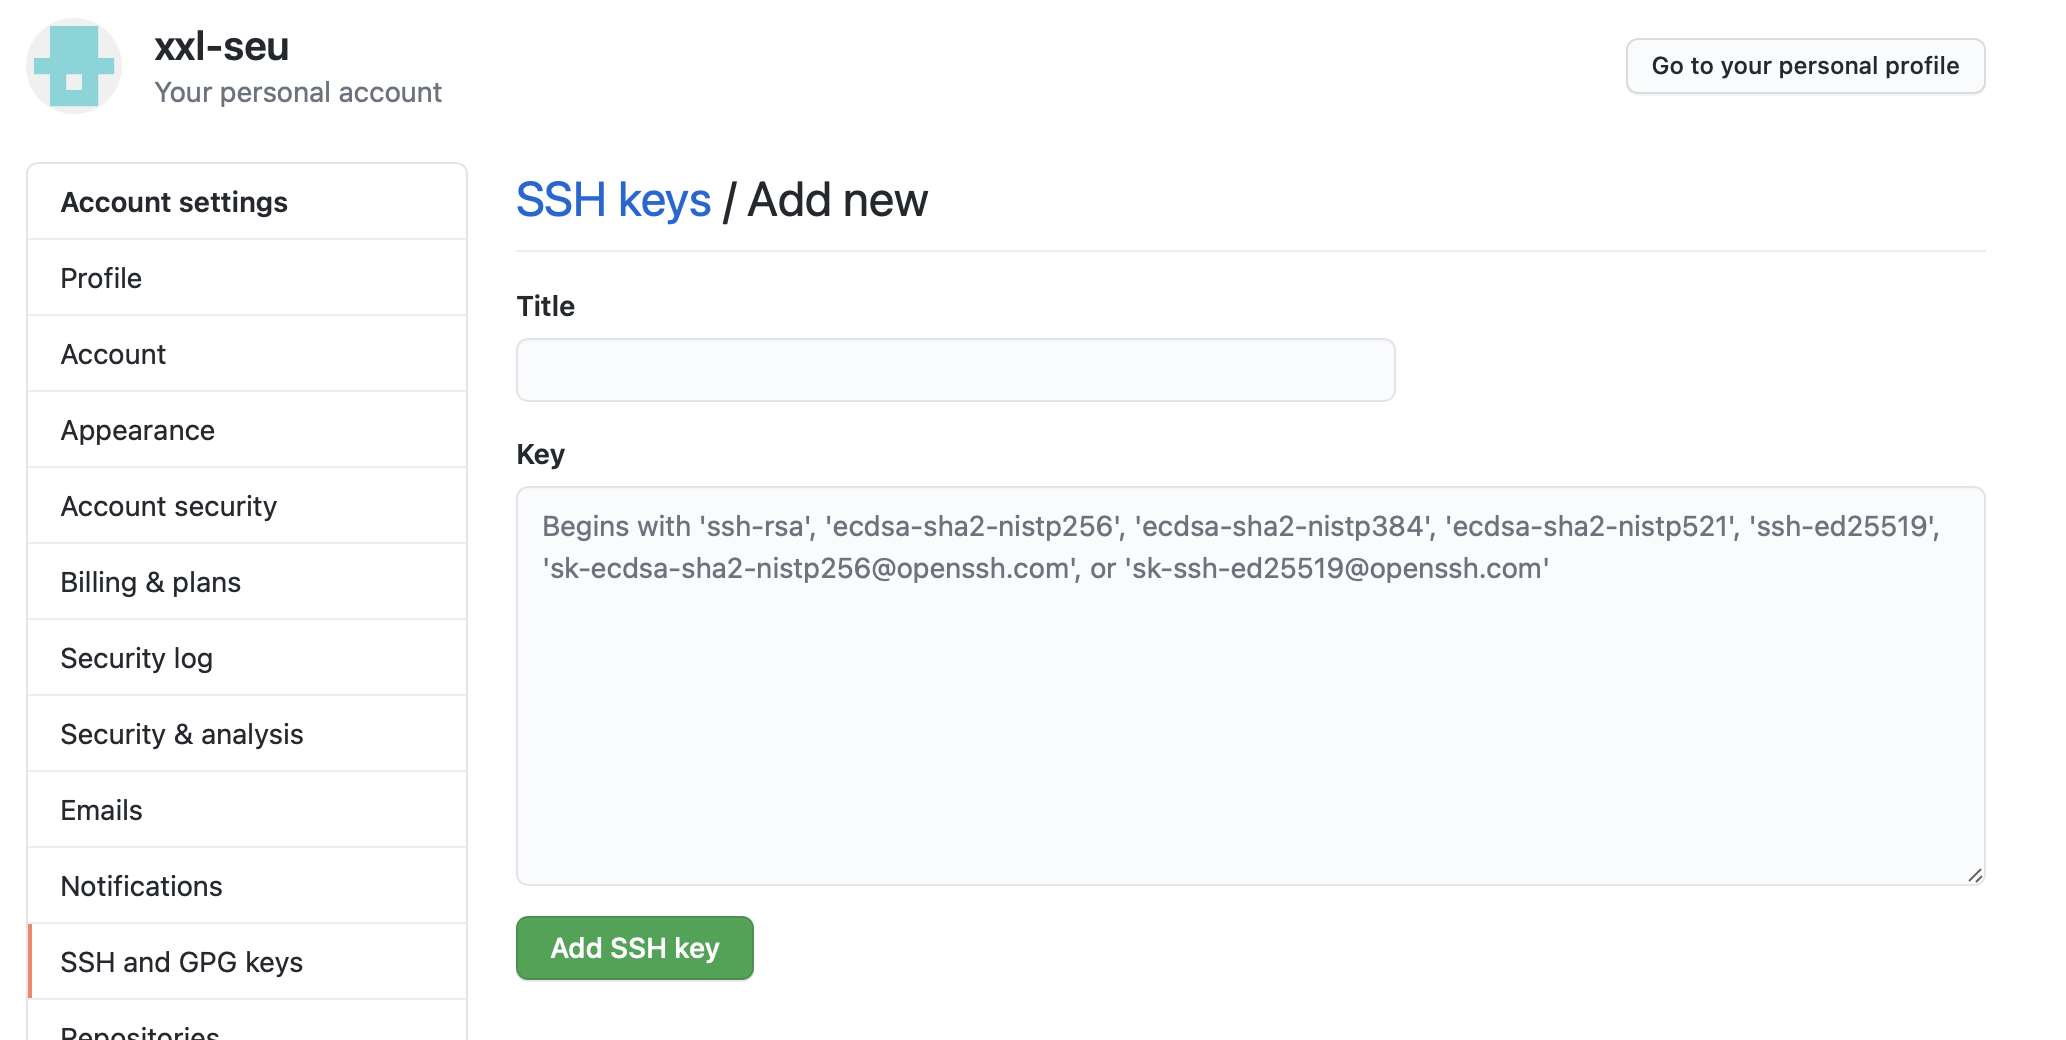 xxl-seu
Your personal account
Go to your personal profile
Account settings
Profile
Account
Appearance
Account security
Billing & plans
Security log
Security & analysis
Emails
Notifications
SSH and GPG keys
Repositories
SSH keys / Add new
Title
Key
Begins with 'ssh-rsa', 'ecdsa-sha2-nistp256', 'ecdsa-sha2-nistp384', 'ecdsa-sha2-nistp521', 'ssh-ed25519',
'sk-ecdsa-sha2-nistp256@openssh.com', or 'sk-ssh-ed25519@openssh.com'
Add SSH key